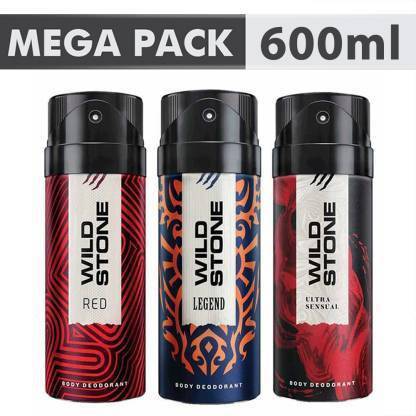 MEGA PACK 600ml
WILD STONE
RED
BODY DEODORANT
WILD STONE
LEGEND
BODY DEODORANT
WILD STONE
ULTRA
SENSUAL
BODY DEODORANT